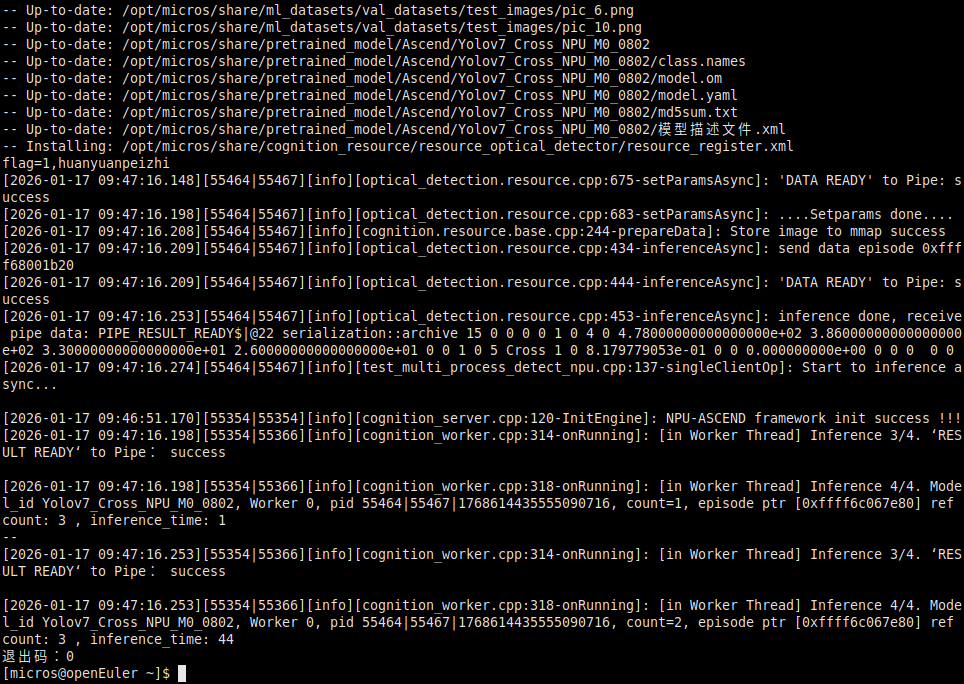 -- Up-to-date: /opt/micros/share/ml_datasets/val_datasets/test_images/pic_6.png
-- Up-to-date: /opt/micros/share/ml_datasets/val_datasets/test_images/pic_10.png
-- Up-to-date: /opt/micros/share/pretrained_model/Ascend/Yolov7_Cross_NPU_M0_0802
-- Up-to-date: /opt/micros/share/pretrained_model/Ascend/Yolov7_Cross_NPU_M0_0802/class.names
-- Up-to-date: /opt/micros/share/pretrained_model/Ascend/Yolov7_Cross_NPU_M0_0802/model.om
-- Up-to-date: /opt/micros/share/pretrained_model/Ascend/Yolov7_Cross_NPU_M0_0802/model.yaml
-- Up-to-date: /opt/micros/share/pretrained_model/Ascend/Yolov7_Cross_NPU_M0_0802/md5sum.txt
-- Up-to-date: /opt/micros/share/pretrained_model/Ascend/Yolov7_Cross_NPU_M0_0802/模型描述文件.xml
-- Installing: /opt/micros/share/cognition_resource/resource_optical_detector/resource_register.xml
flag=1,huanyuanpeizhi
[2026-01-17 09:47:16.148][55464|55467][info][optical_detection.resource.cpp:675-setParamsAsync]: 'DATA READY' to Pipe: s
uccess
[2026-01-17 09:47:16.198][55464|55467][info][optical_detection.resource.cpp:683-setParamsAsync]: ....Setparams done....
[2026-01-17 09:47:16.208][55464|55467][info][cognition.resource.base.cpp:244-prepareData]: Store image to mmap success
[2026-01-17 09:47:16.209][55464|55467][info][optical_detection.resource.cpp:434-inferenceAsync]: send data episode 0xfff
f68001b20
[2026-01-17 09:47:16.209][55464|55467][info][optical_detection.resource.cpp:444-inferenceAsync]: 'DATA READY' to Pipe: s
uccess
[2026-01-17 09:47:16.253][55464|55467][info][optical_detection.resource.cpp:453-inferenceAsync]: inference done, receive
 pipe data: PIPE_RESULT_READY$|@22 serialization::archive 15 0 0 0 0 1 0 4 0 4.78000000000000000e+02 3.86000000000000000
e+02 3.30000000000000000e+01 2.60000000000000000e+01 0 0 1 0 5 Cross 1 0 8.179779053e-01 0 0 0.000000000e+00 0 0 0  0 0
[2026-01-17 09:47:16.274][55464|55467][info][test_multi_process_detect_npu.cpp:137-singleClientOp]: Start to inference a
sync...
[2026-01-17 09:46:51.170][55354|55354][info][cognition_server.cpp:120-InitEngine]: NPU-ASCEND framework init success !!!
[2026-01-17 09:47:16.198][55354|55366][info][cognition_worker.cpp:314-onRunning]: [in Worker Thread] Inference 3/4. ‘RES
ULT READY‘ to Pipe： success
[2026-01-17 09:47:16.198][55354|55366][info][cognition_worker.cpp:318-onRunning]: [in Worker Thread] Inference 4/4. Mode
l_id Yolov7_Cross_NPU_M0_0802, Worker 0, pid 55464|55467|1768614435555090716, count=1, episode ptr [0xffff6c067e80] ref
count: 3 , inference_time: 1
--
[2026-01-17 09:47:16.253][55354|55366][info][cognition_worker.cpp:314-onRunning]: [in Worker Thread] Inference 3/4. ‘RES
ULT READY‘ to Pipe： success
[2026-01-17 09:47:16.253][55354|55366][info][cognition_worker.cpp:318-onRunning]: [in Worker Thread] Inference 4/4. Mode
l_id Yolov7_Cross_NPU_M0_0802, Worker 0, pid 55464|55467|1768614435555090716, count=2, episode ptr [0xffff6c067e80] ref
count: 3 , inference_time: 44
退出码：0
[micros@openEuler ~]$